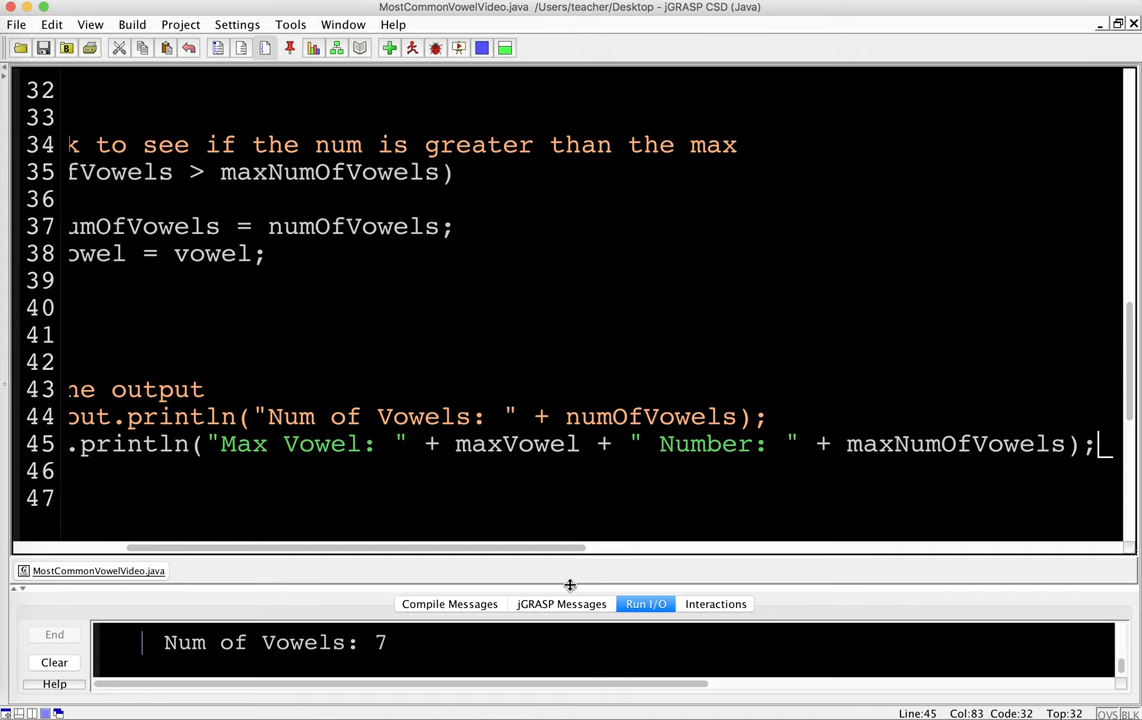 MostCommonVowelVideo.java /Users/teacher/Desktop - jGRASP CSD (Java)
File Edit View Build Project Settings Tools Window Help
32
33
34 k to see if the num is greater than the max
35 fVowels > maxNumOfVowels)
36
37 umOfVowels = numOfVowels;
38 owel = vowel;
39
40
41
42
43 he output
44 out.println("Num of Vowels: " + numOfVowels);
45 .println("Max Vowel: " + maxVowel + " Number: " + maxNumOfVowels);
46
47
MostCommonVowelVideo.java
Compile Messages jGRASP Messages Run I/O Interactions
End
Num of Vowels: 7
Clear
Help
Line:45 Col:83 Code:32 Top:32 OVS BLK